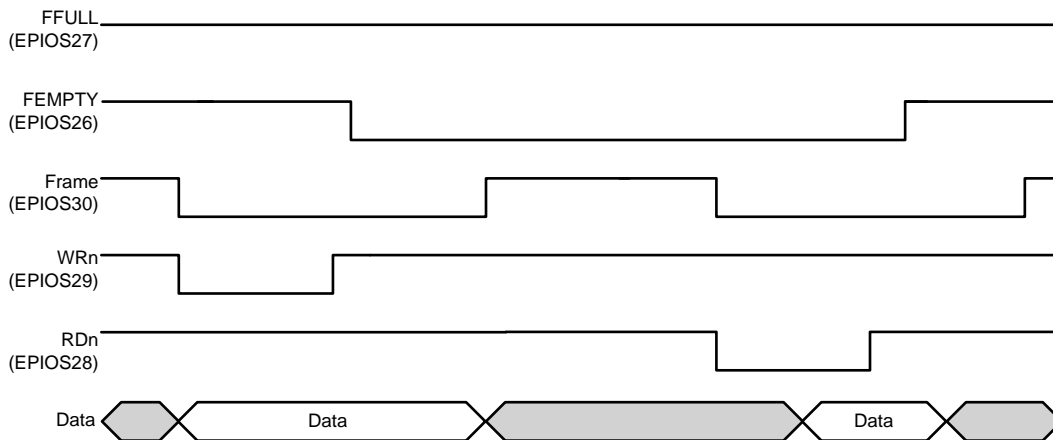 FFULL
(EPIOS27)
FEMPTY
(EPIOS26)
Frame
(EPIOS30)
WRn
(EPIOS29)
RDn
(EPIOS28)
Data
Data
Data